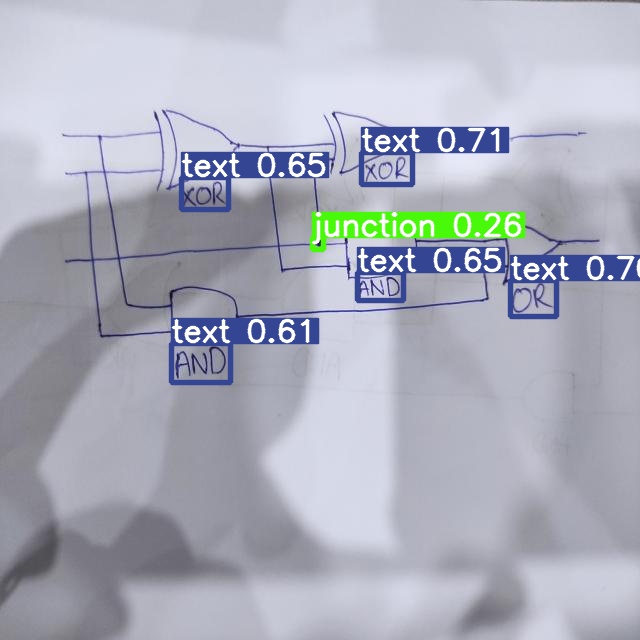 text 0.71
text 0.65
XOR
XOR
junction 0.26
text 0.65
text 0.7
AND
OR
text 0.61
AND